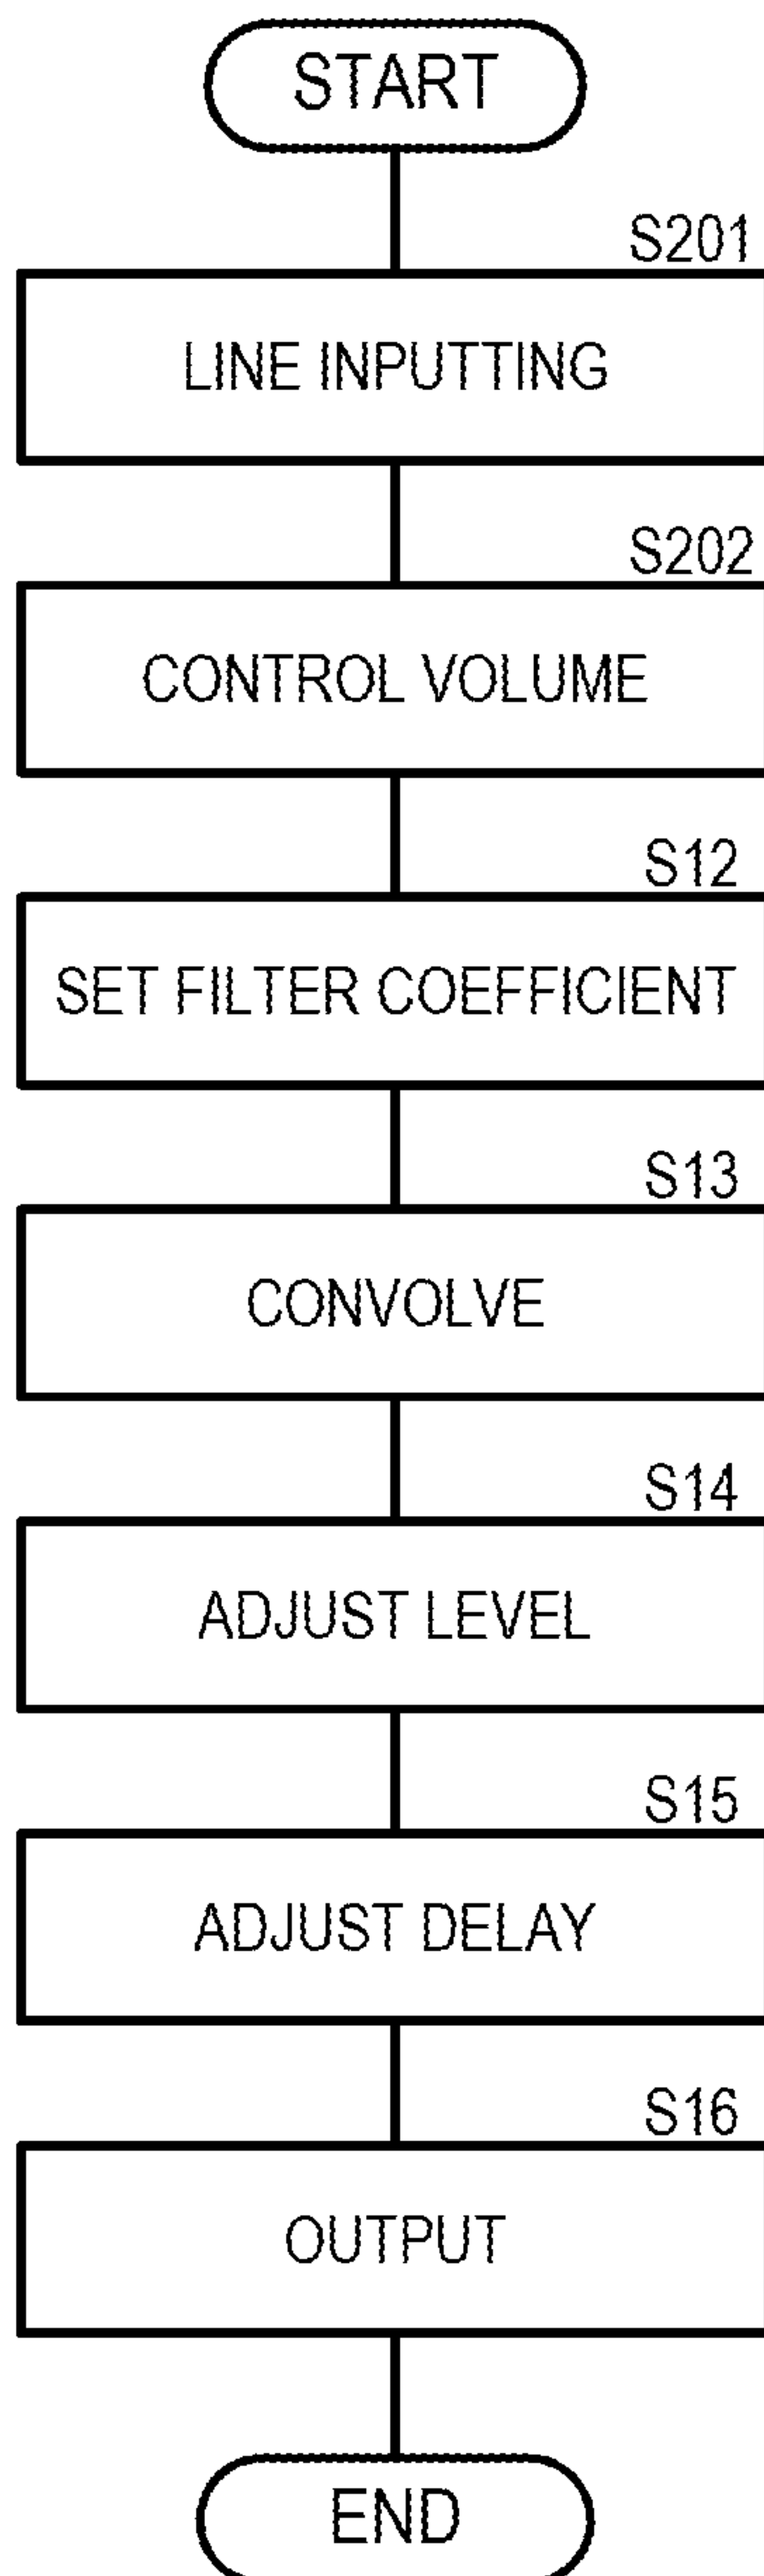 START
S201
LINE INPUTTING
S202
CONTROL VOLUME
S12
SET FILTER COEFFICIENT
S13
CONVOLVE
S14
ADJUST LEVEL
S15
ADJUST DELAY
S16
OUTPUT
END